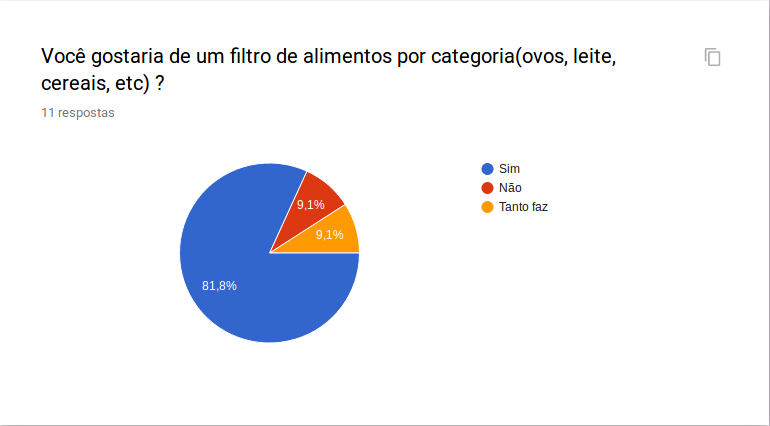 Você gostaria de um filtro de alimentos por categoria(ovos, leite,
cereais, etc) ?
11 respostas
Sim
Não
Tanto faz
9,1%
9,1%
81,8%